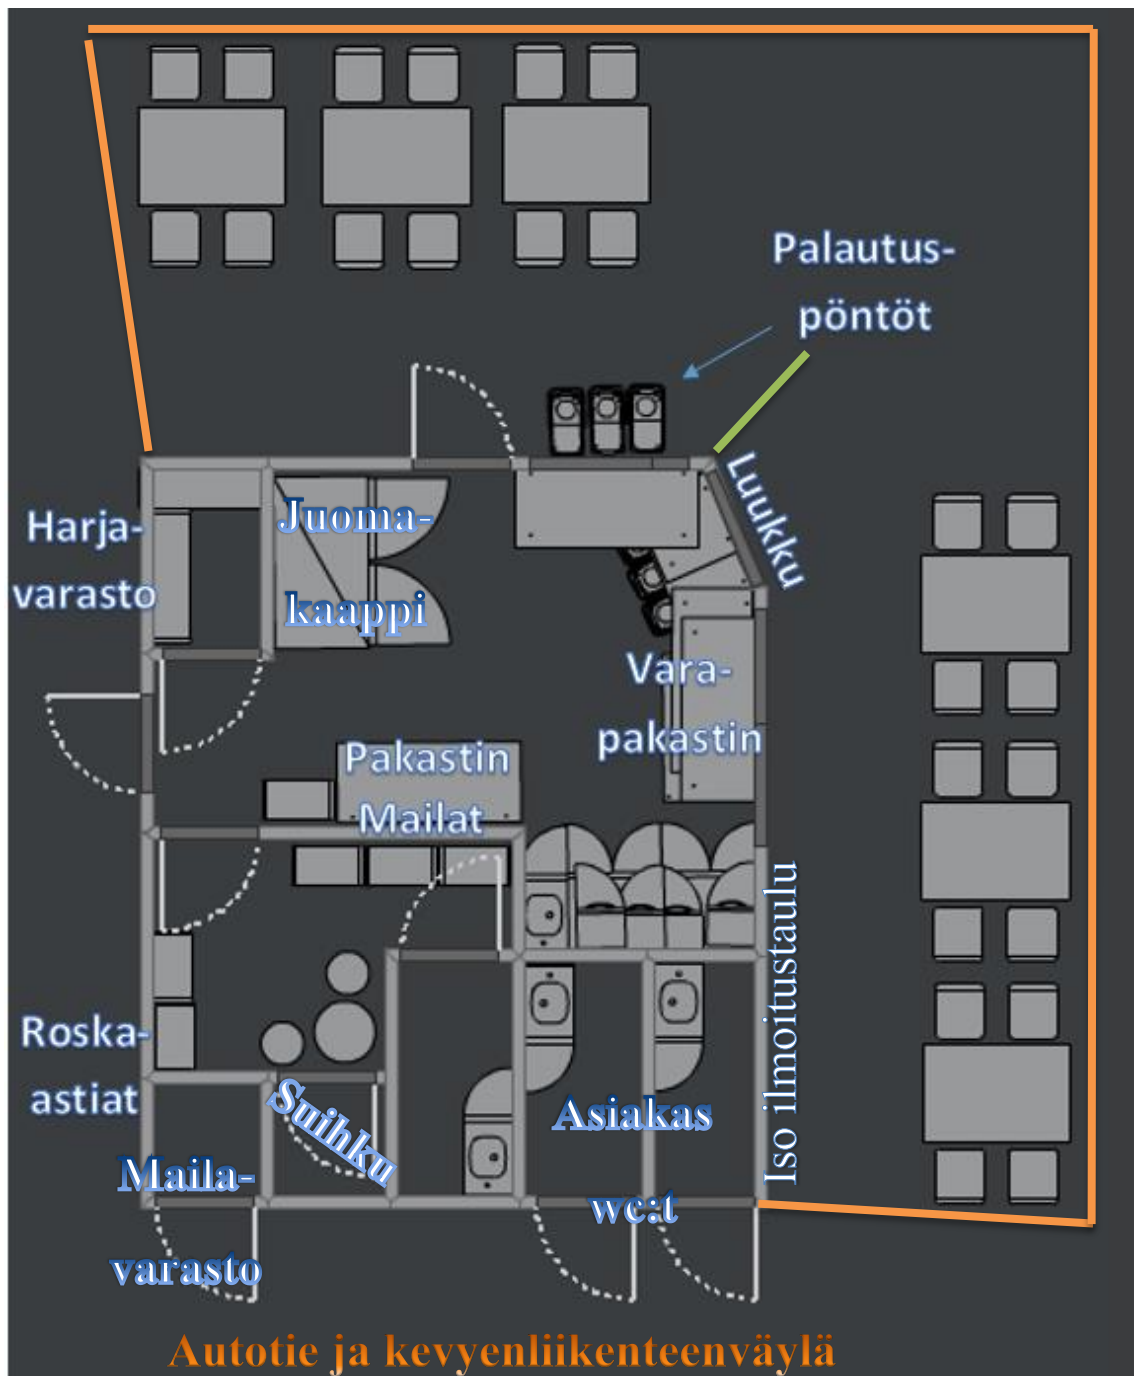 Palautus-
pöntöt
Luukku
Harja-
varasto
Juoma-
kaappi
Vara-
pakastin
Pakastin
Mailat
Iso ilmoitustaulu
Roska-
astiat
Suihku
Asiakas
wc:t
Maila-
varasto
Autotie ja kevyenliikenteenväylä